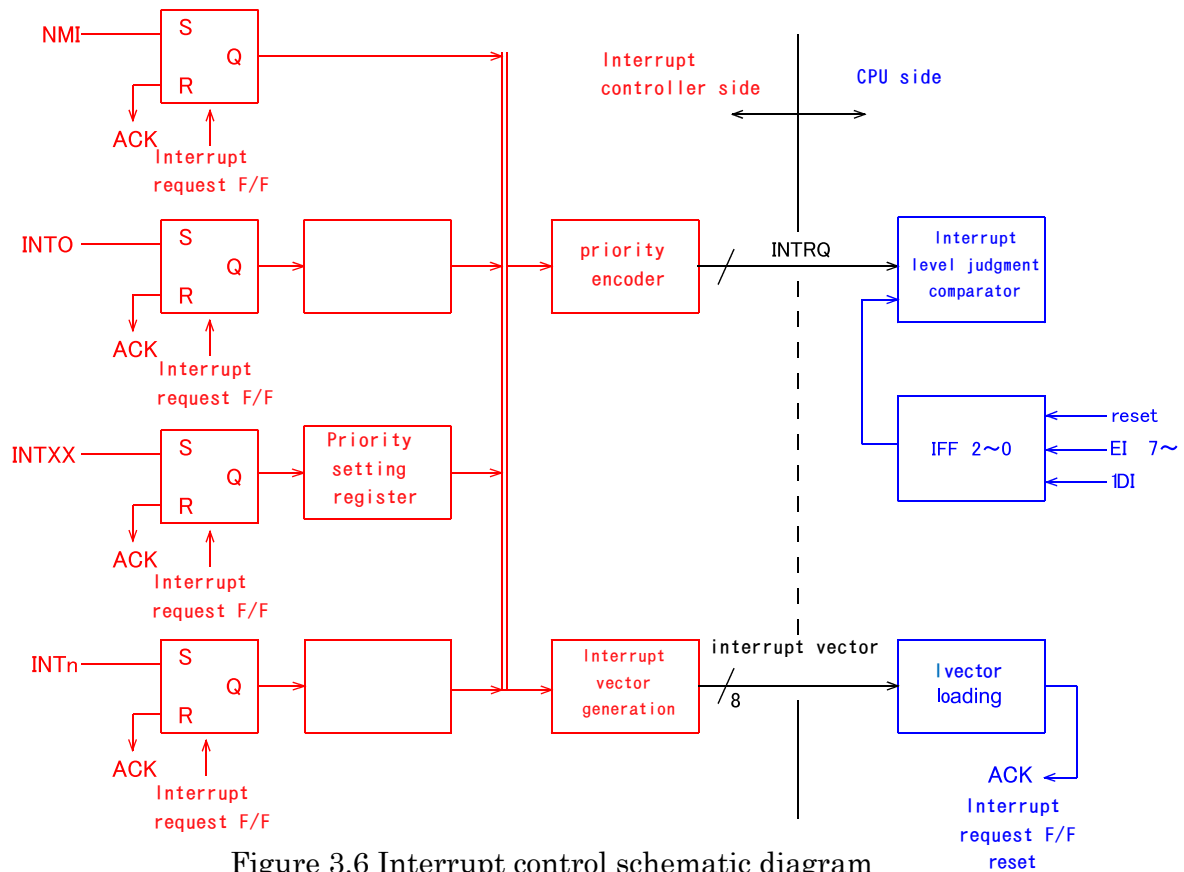 NMI
S
Q
R
ACK
Interrupt
request F/F
Interrupt
controller side
CPU side
INTO
S
Q
R
ACK
Interrupt
request F/F
priority
encoder
INTRQ
Interrupt
level judgment
comparator
INTXX
S
Q
R
ACK
Interrupt
request F/F
Priority
setting
register
IFF 2～0
reset
EI 7～
1DI
INTn
S
Q
R
ACK
Interrupt
request F/F
Interrupt
vector
generation
interrupt vector
8
Ivector
loading
ACK
Interrupt
request F/F
reset
Figure 3.6 Interrupt control schematic diagram